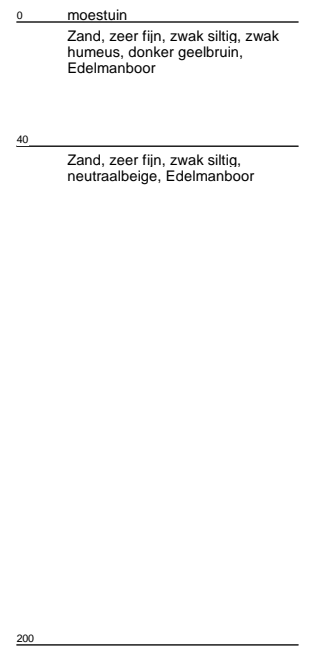 0 moestuin
Zand, zeer fijn, zwak siltig, zwak
humeus, donker geelbruin,
Edelmanboor
40
Zand, zeer fijn, zwak siltig,
neutraalbeige, Edelmanboor
200